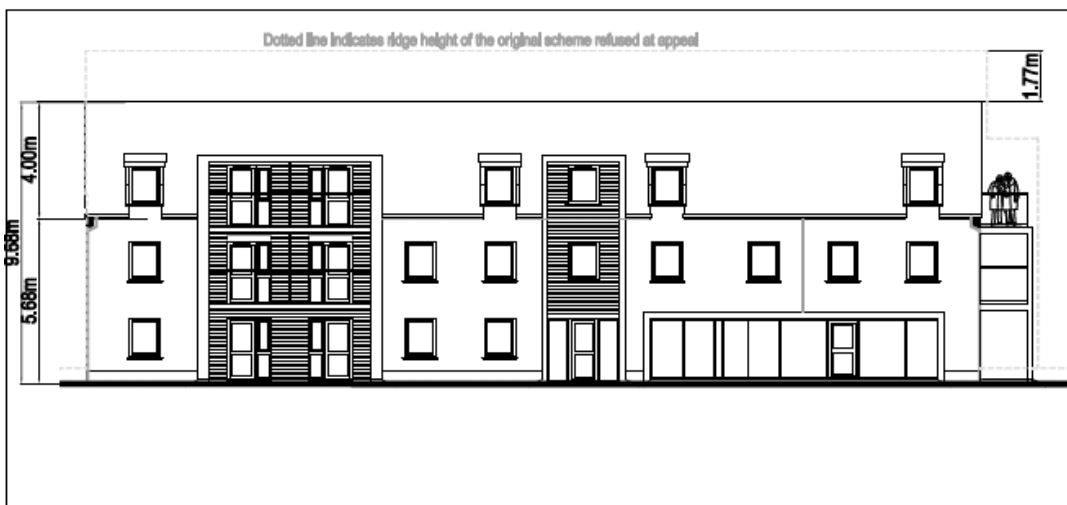 Dotted line indicates ridge height of the original scheme refused at appeal
1.77m
4.00m
9.68m
5.68m